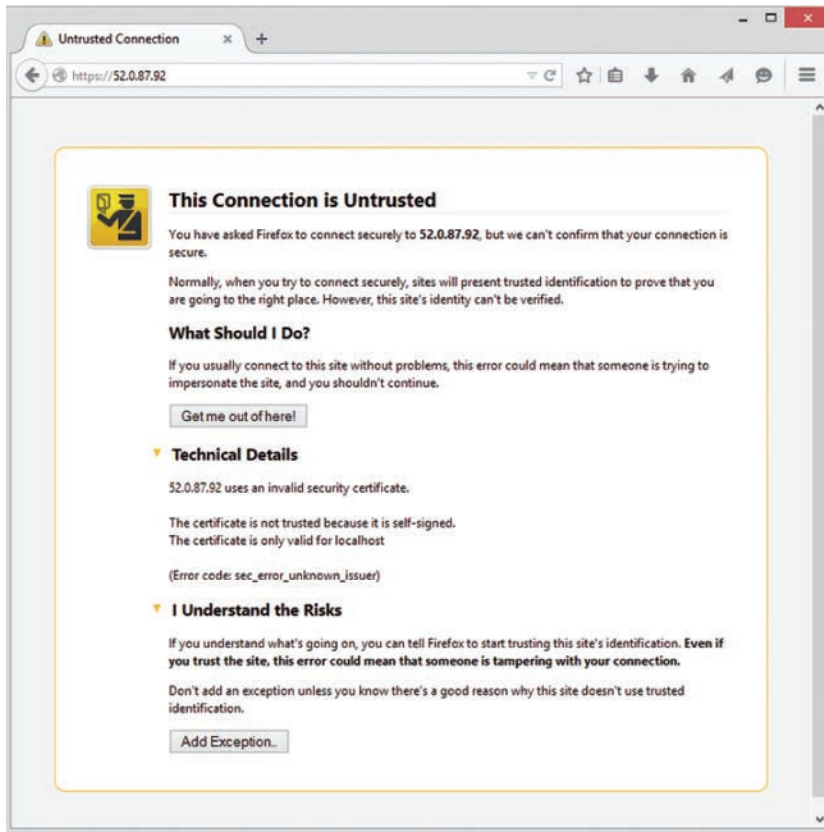 Untrusted Connection
https://52.0.87.92
This Connection is Untrusted
You have asked Firefox to connect securely to 52.0.87.92, but we can't confirm that your connection is
secure.
Normally, when you try to connect securely, sites will present trusted identification to prove that you
are going to the right place. However, this site's identity can't be verified.
What Should I Do?
If you usually connect to this site without problems, this error could mean that someone is trying to
impersonate the site, and you shouldn't continue.
Get me out of here!
Technical Details
52.0.87.92 uses an invalid security certificate.
The certificate is not trusted because it is self-signed.
The certificate is only valid for localhost
(Error code: sec_error_unknown_issuer)
I Understand the Risks
If you understand what's going on, you can tell Firefox to start trusting this site's identification. Even if
you trust the site, this error could mean that someone is tampering with your connection.
Don't add an exception unless you know there's a good reason why this site doesn't use trusted
identification.
Add Exception..